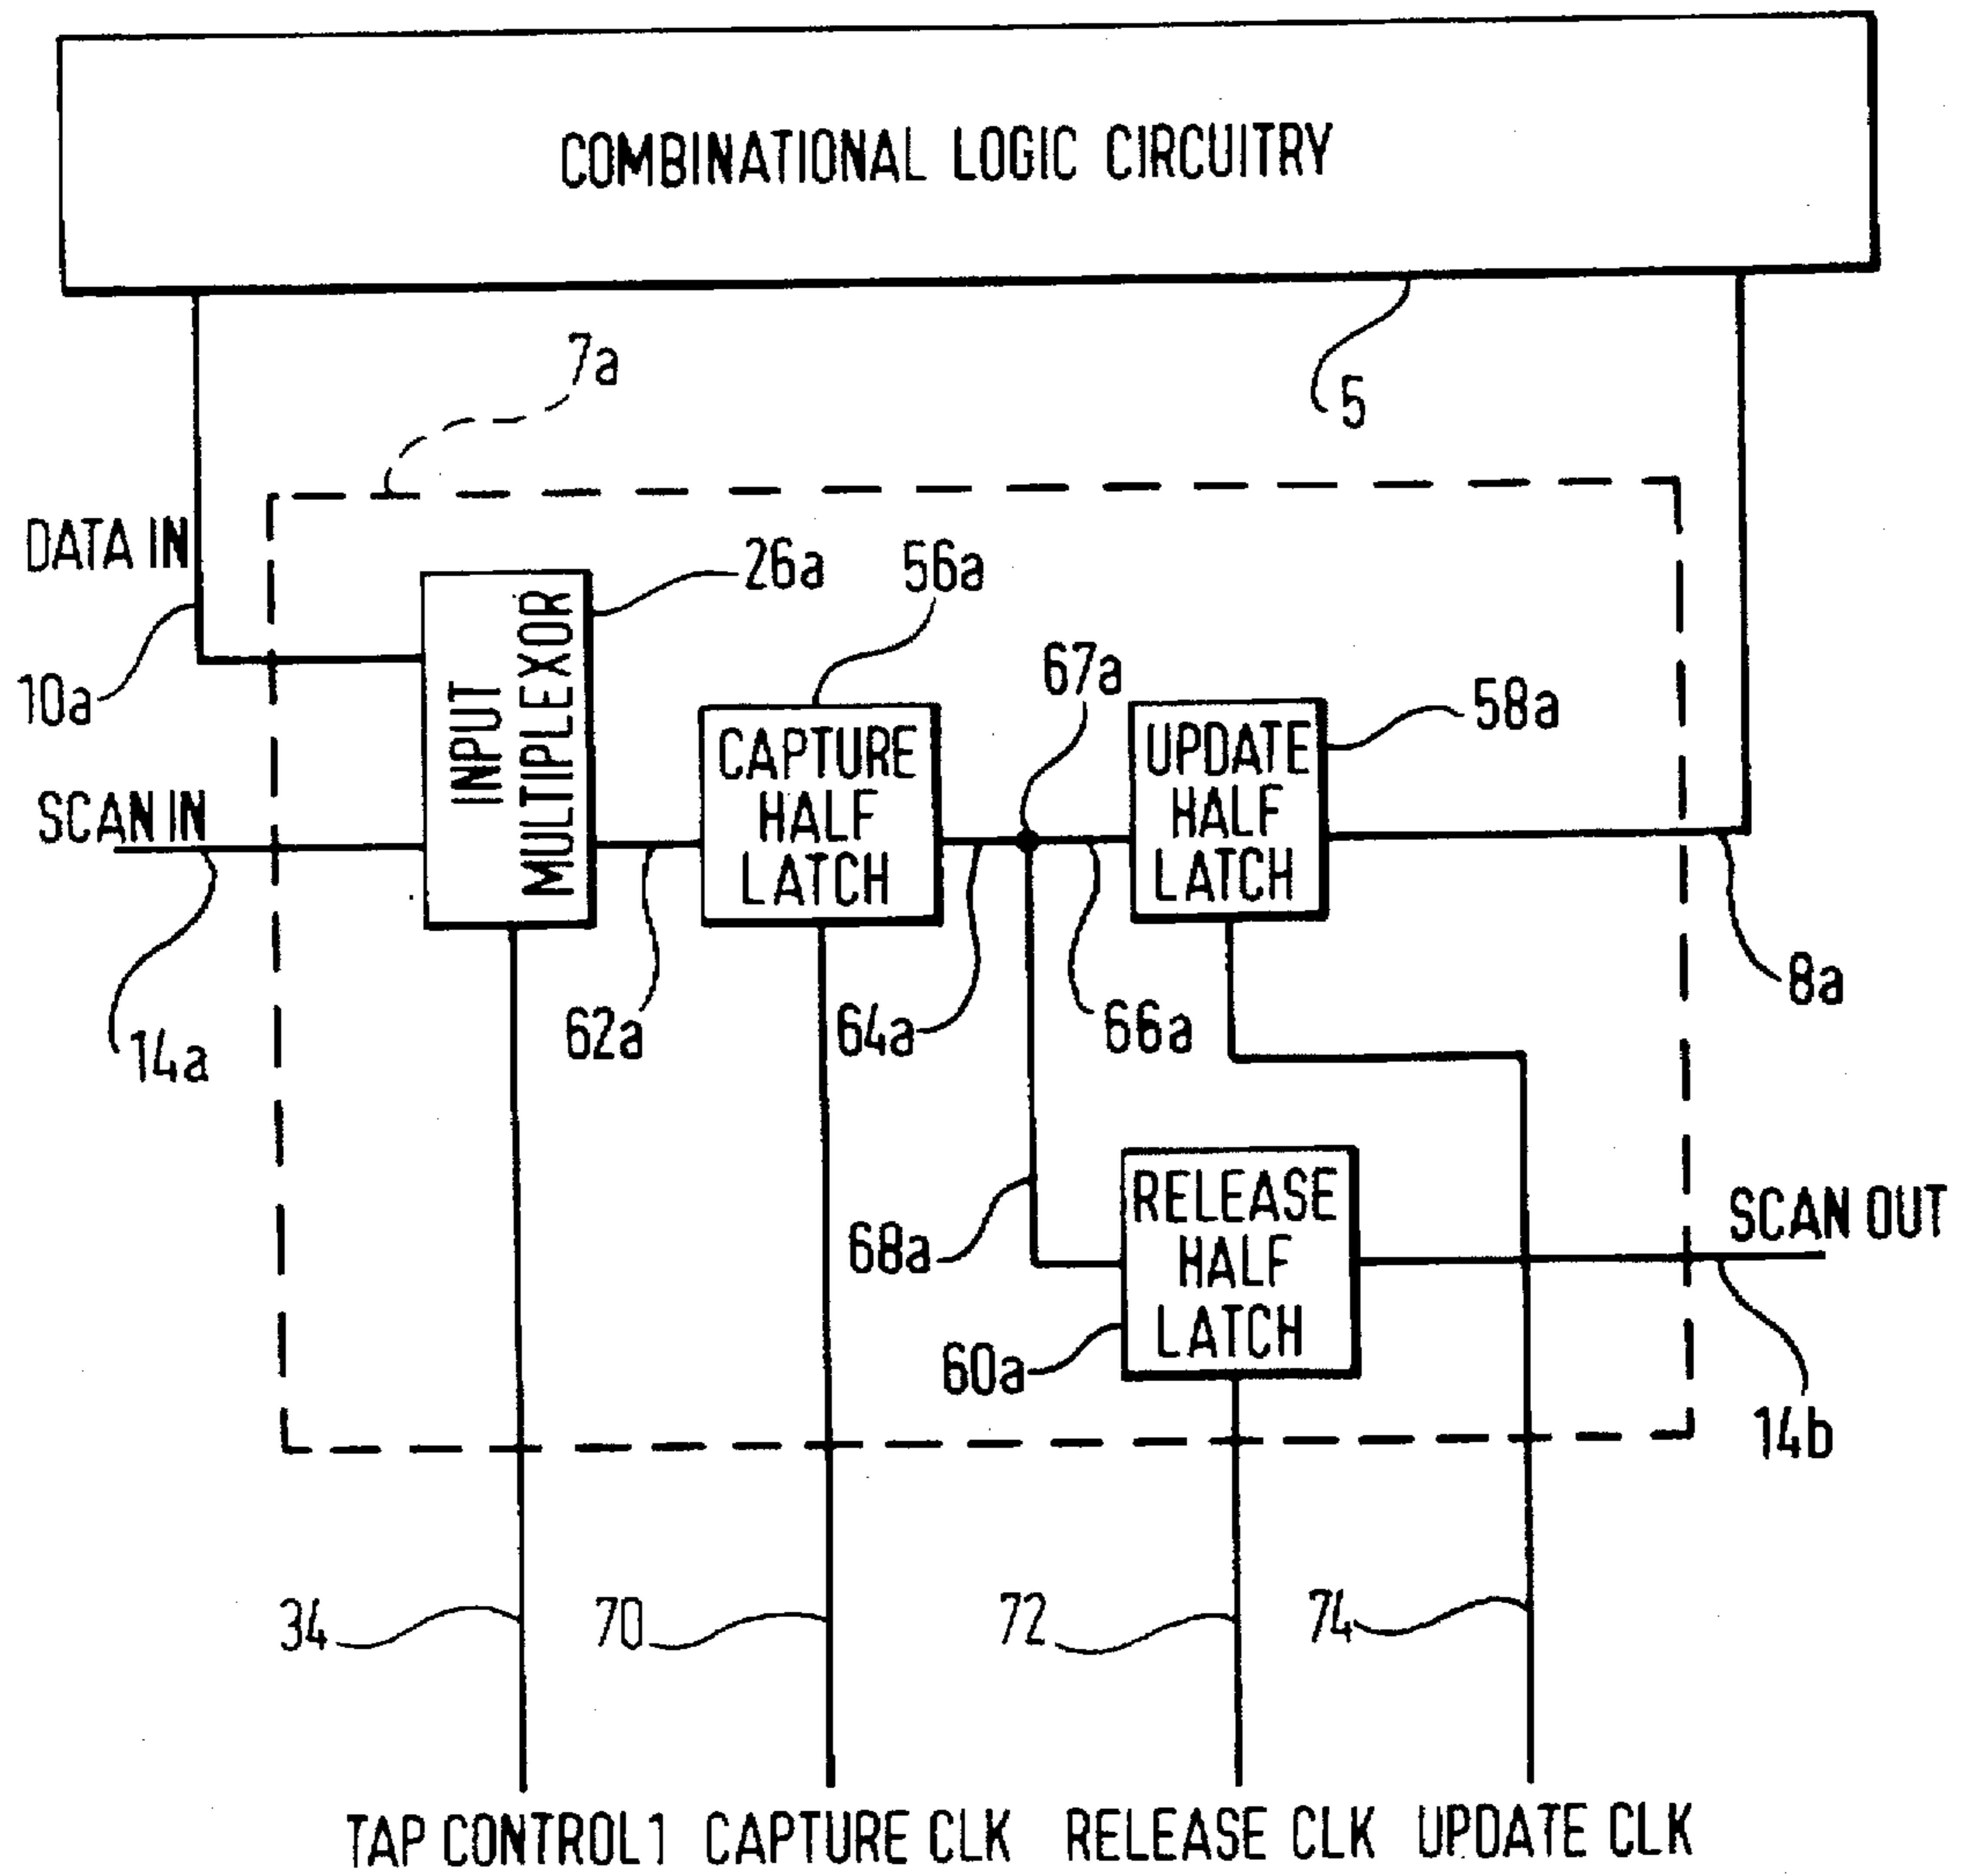 COMBINATIONAL LOGIC CIRCUITRY
7a
5
DATA IN
26a
56a
67a
58a
10a
INPUT
MULTIPLEXOR
CAPTURE
HALF
LATCH
UPDATE
HALF
LATCH
SCAN IN
14a
62a
64a
66a
8a
68a
RELEASE
HALF
LATCH
SCAN OUT
60a
14b
34
70
72
74
TAP CONTROL1
CAPTURE CLK
RELEASE CLK
UPDATE CLK